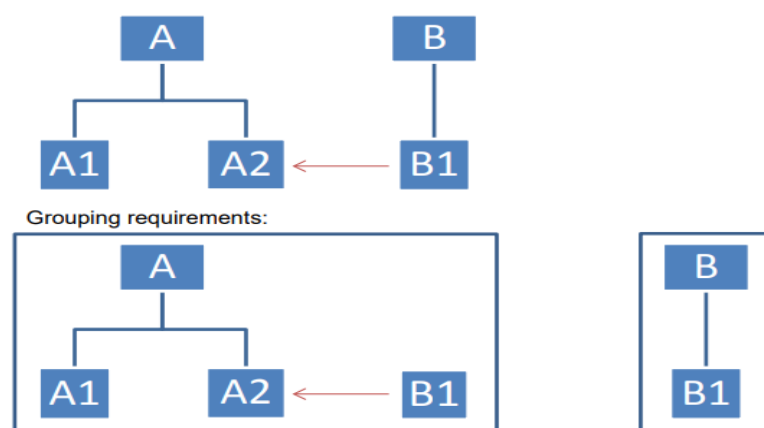 A B
A1 A2 B1
Grouping requirements:
A B
A1 A2 B1 B1